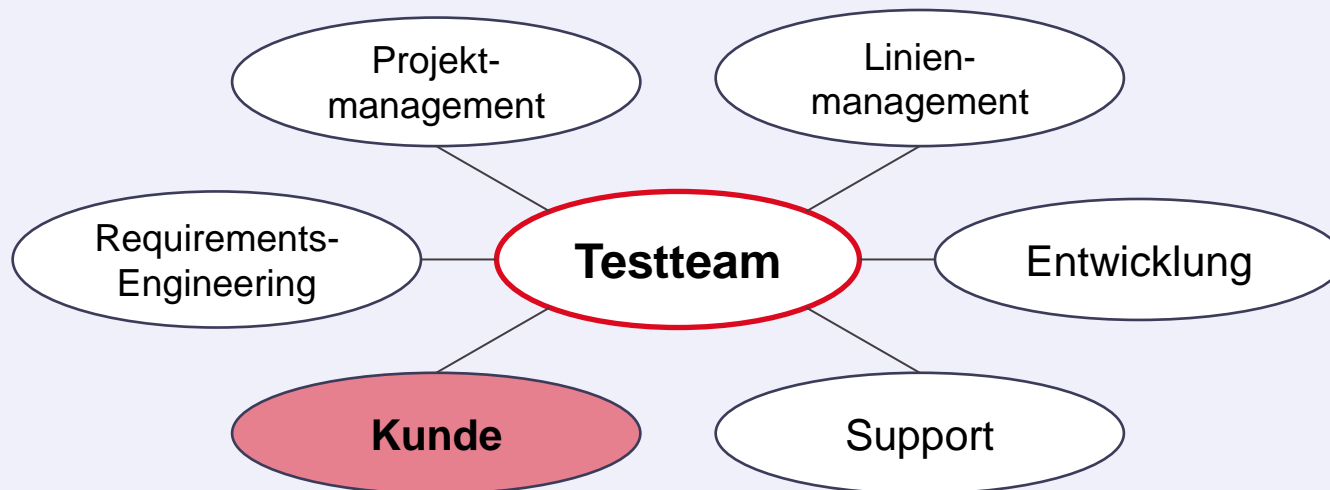 Projekt-
management
Linien-
management
Requirements-
Engineering
Testteam
Entwicklung
Kunde
Support